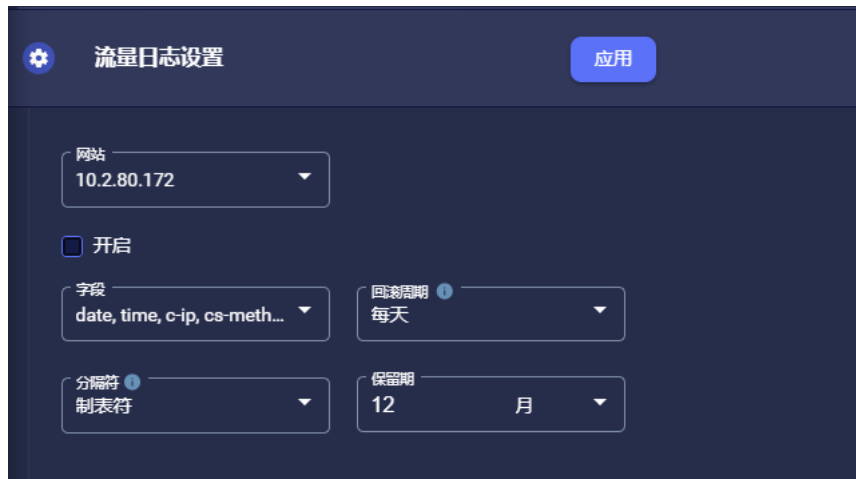 流量日志设置
应用
网站
10.2.80.172
开启
字段
date, time, c-ip, cs-meth...
回滚周期
每天
分隔符
制表符
保留期
12 月